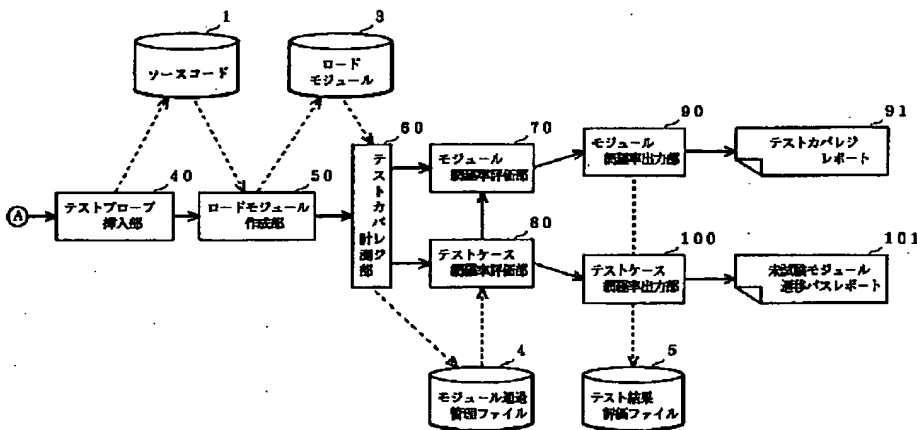 1
3
ソースコード
ロード
モジュール
60
70
90
91
モジュール
網羅率評価部
モジュール
網羅率出力部
テストカバレジ
レポート
40
50
A
テストプローブ
挿入部
ロードモジュール
作成部
テストカバレジ
計測部
80
100
101
テストケース
網羅率評価部
テストケース
網羅率出力部
未試験モジュール
遷移パスレポート
4
5
モジュール通過
管理ファイル
テスト結果
評価ファイル